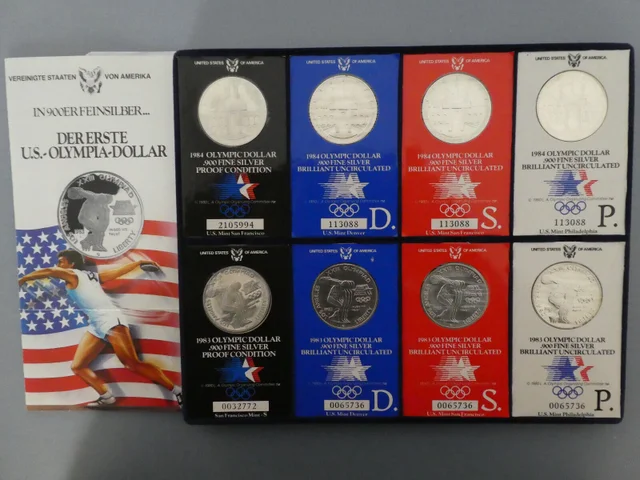 VEREINIGTE STAATEN VON AMERIKA
IN 900ER FEINSILBER...
DER ERSTE
U.S.-OLYMPIA-DOLLAR
XXIII OLYMPIAD
LIBERTY
UNITED STATES OF AMERICA
1984 OLYMPIC DOLLAR
.900 FINE SILVER
PROOF CONDITION
2105994
U.S. Mint San Francisco
UNITED STATES OF AMERICA
1984 OLYMPIC DOLLAR
.900 FINE SILVER
BRILLIANT UNCIRCULATED
113088
D.
U.S. Mint Denver
UNITED STATES OF AMERICA
1984 OLYMPIC DOLLAR
.900 FINE SILVER
BRILLIANT UNCIRCULATED
113088
S.
U.S. Mint San Francisco
UNITED STATES OF AMERICA
1984 OLYMPIC DOLLAR
.900 FINE SILVER
BRILLIANT UNCIRCULATED
113088
P.
U.S. Mint Philadelphia
UNITED STATES OF AMERICA
1983 OLYMPIC DOLLAR
.900 FINE SILVER
PROOF CONDITION
0032772
San Francisco Mint - S
UNITED STATES OF AMERICA
1983 OLYMPIC DOLLAR
.900 FINE SILVER
BRILLIANT UNCIRCULATED
0065736
D.
U.S. Mint Denver
UNITED STATES OF AMERICA
1983 OLYMPIC DOLLAR
.900 FINE SILVER
BRILLIANT UNCIRCULATED
0065736
S.
U.S. Mint San Francisco
UNITED STATES OF AMERICA
1983 OLYMPIC DOLLAR
.900 FINE SILVER
BRILLIANT UNCIRCULATED
0065736
P.
U.S. Mint Philadelphia